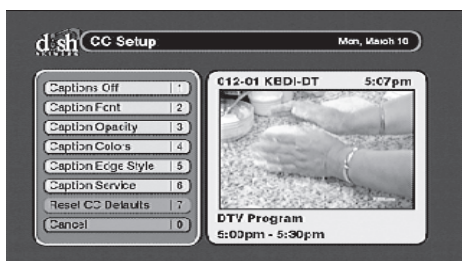 dish CC Setup Mon, March 10
NETWORK
Captions Off 1
Caption Font 2
Caption Opacity 3
Caption Colors 4
Caption Edge Style 5
Caption Service 6
Reset CC Defaults 7
Cancel 0
012-01 KBDI-DT 5:07pm
DTV Program
5:00pm - 5:30pm